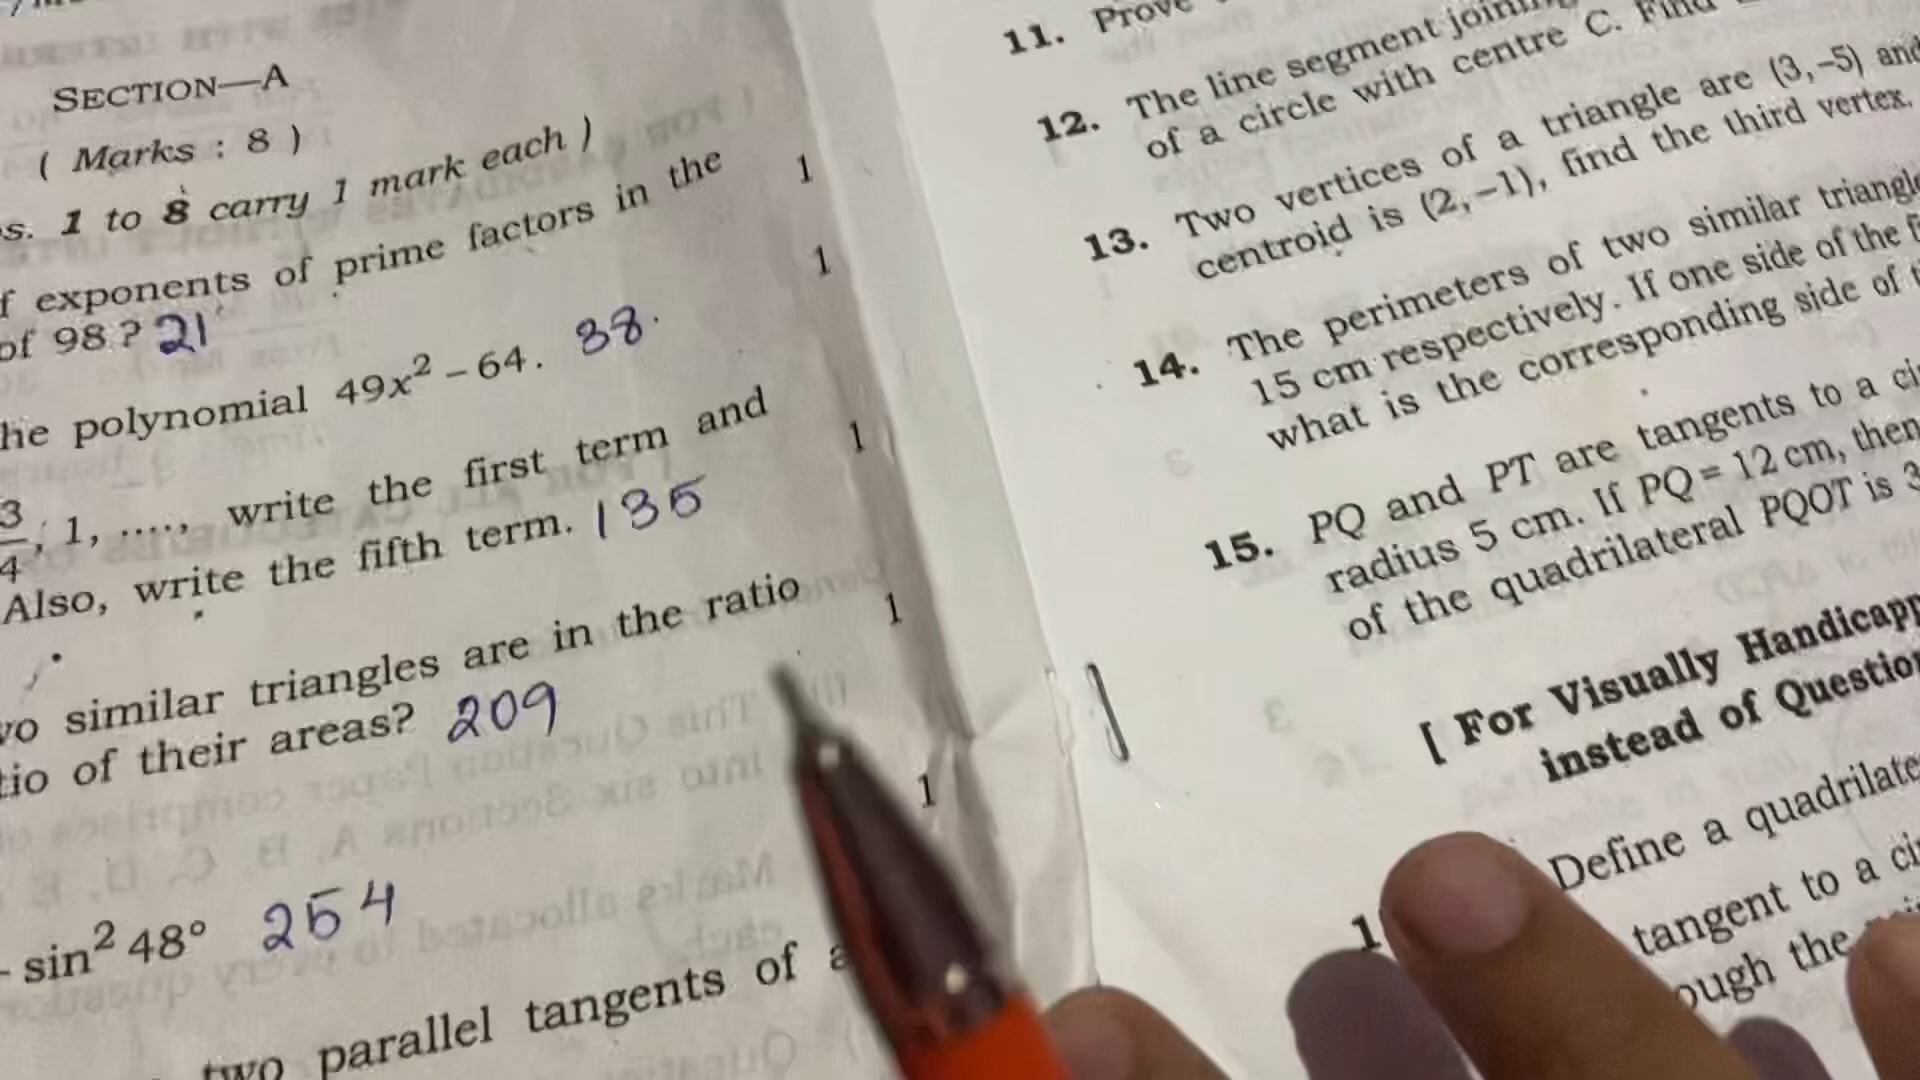 SECTION—A
( Marks : 8 )
s. 1 to 8 carry 1 mark each )
f exponents of prime factors in the 1
of 98 ? 21
1
he polynomial 49x² – 64. 38.
3/4, 1, ...., write the first term and 1
Also, write the fifth term. 135
wo similar triangles are in the ratio 1
tio of their areas? 209
1
– sin² 48° 254
two parallel tangents of a
11. Prove
12. The line segment joining
of a circle with centre C. Find
13. Two vertices of a triangle are (3, –5) and
centroid is (2, –1), find the third vertex.
14. The perimeters of two similar triangle
15 cm respectively. If one side of the fi
what is the corresponding side of t
15. PQ and PT are tangents to a ci
radius 5 cm. If PQ = 12 cm, then
of the quadrilateral PQOT is 3
[ For Visually Handicapp
instead of Question
Define a quadrilate
1
tangent to a ci
ough the